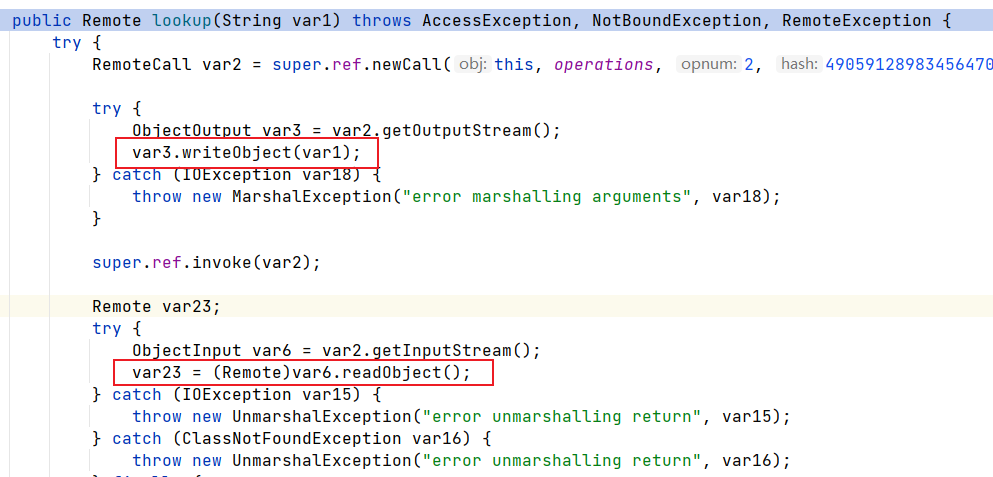 public Remote lookup(String var1) throws AccessException, NotBoundException, RemoteException {
try {
RemoteCall var2 = super.ref.newCall( obj: this, operations, opnum: 2, hash: 49059128983456470
try {
ObjectOutput var3 = var2.getOutputStream();
var3.writeObject(var1);
} catch (IOException var18) {
throw new MarshalException("error marshalling arguments", var18);
}
super.ref.invoke(var2);
Remote var23;
try {
ObjectInput var6 = var2.getInputStream();
var23 = (Remote)var6.readObject();
} catch (IOException var15) {
throw new UnmarshalException("error unmarshalling return", var15);
} catch (ClassNotFoundException var16) {
throw new UnmarshalException("error unmarshalling return", var16);